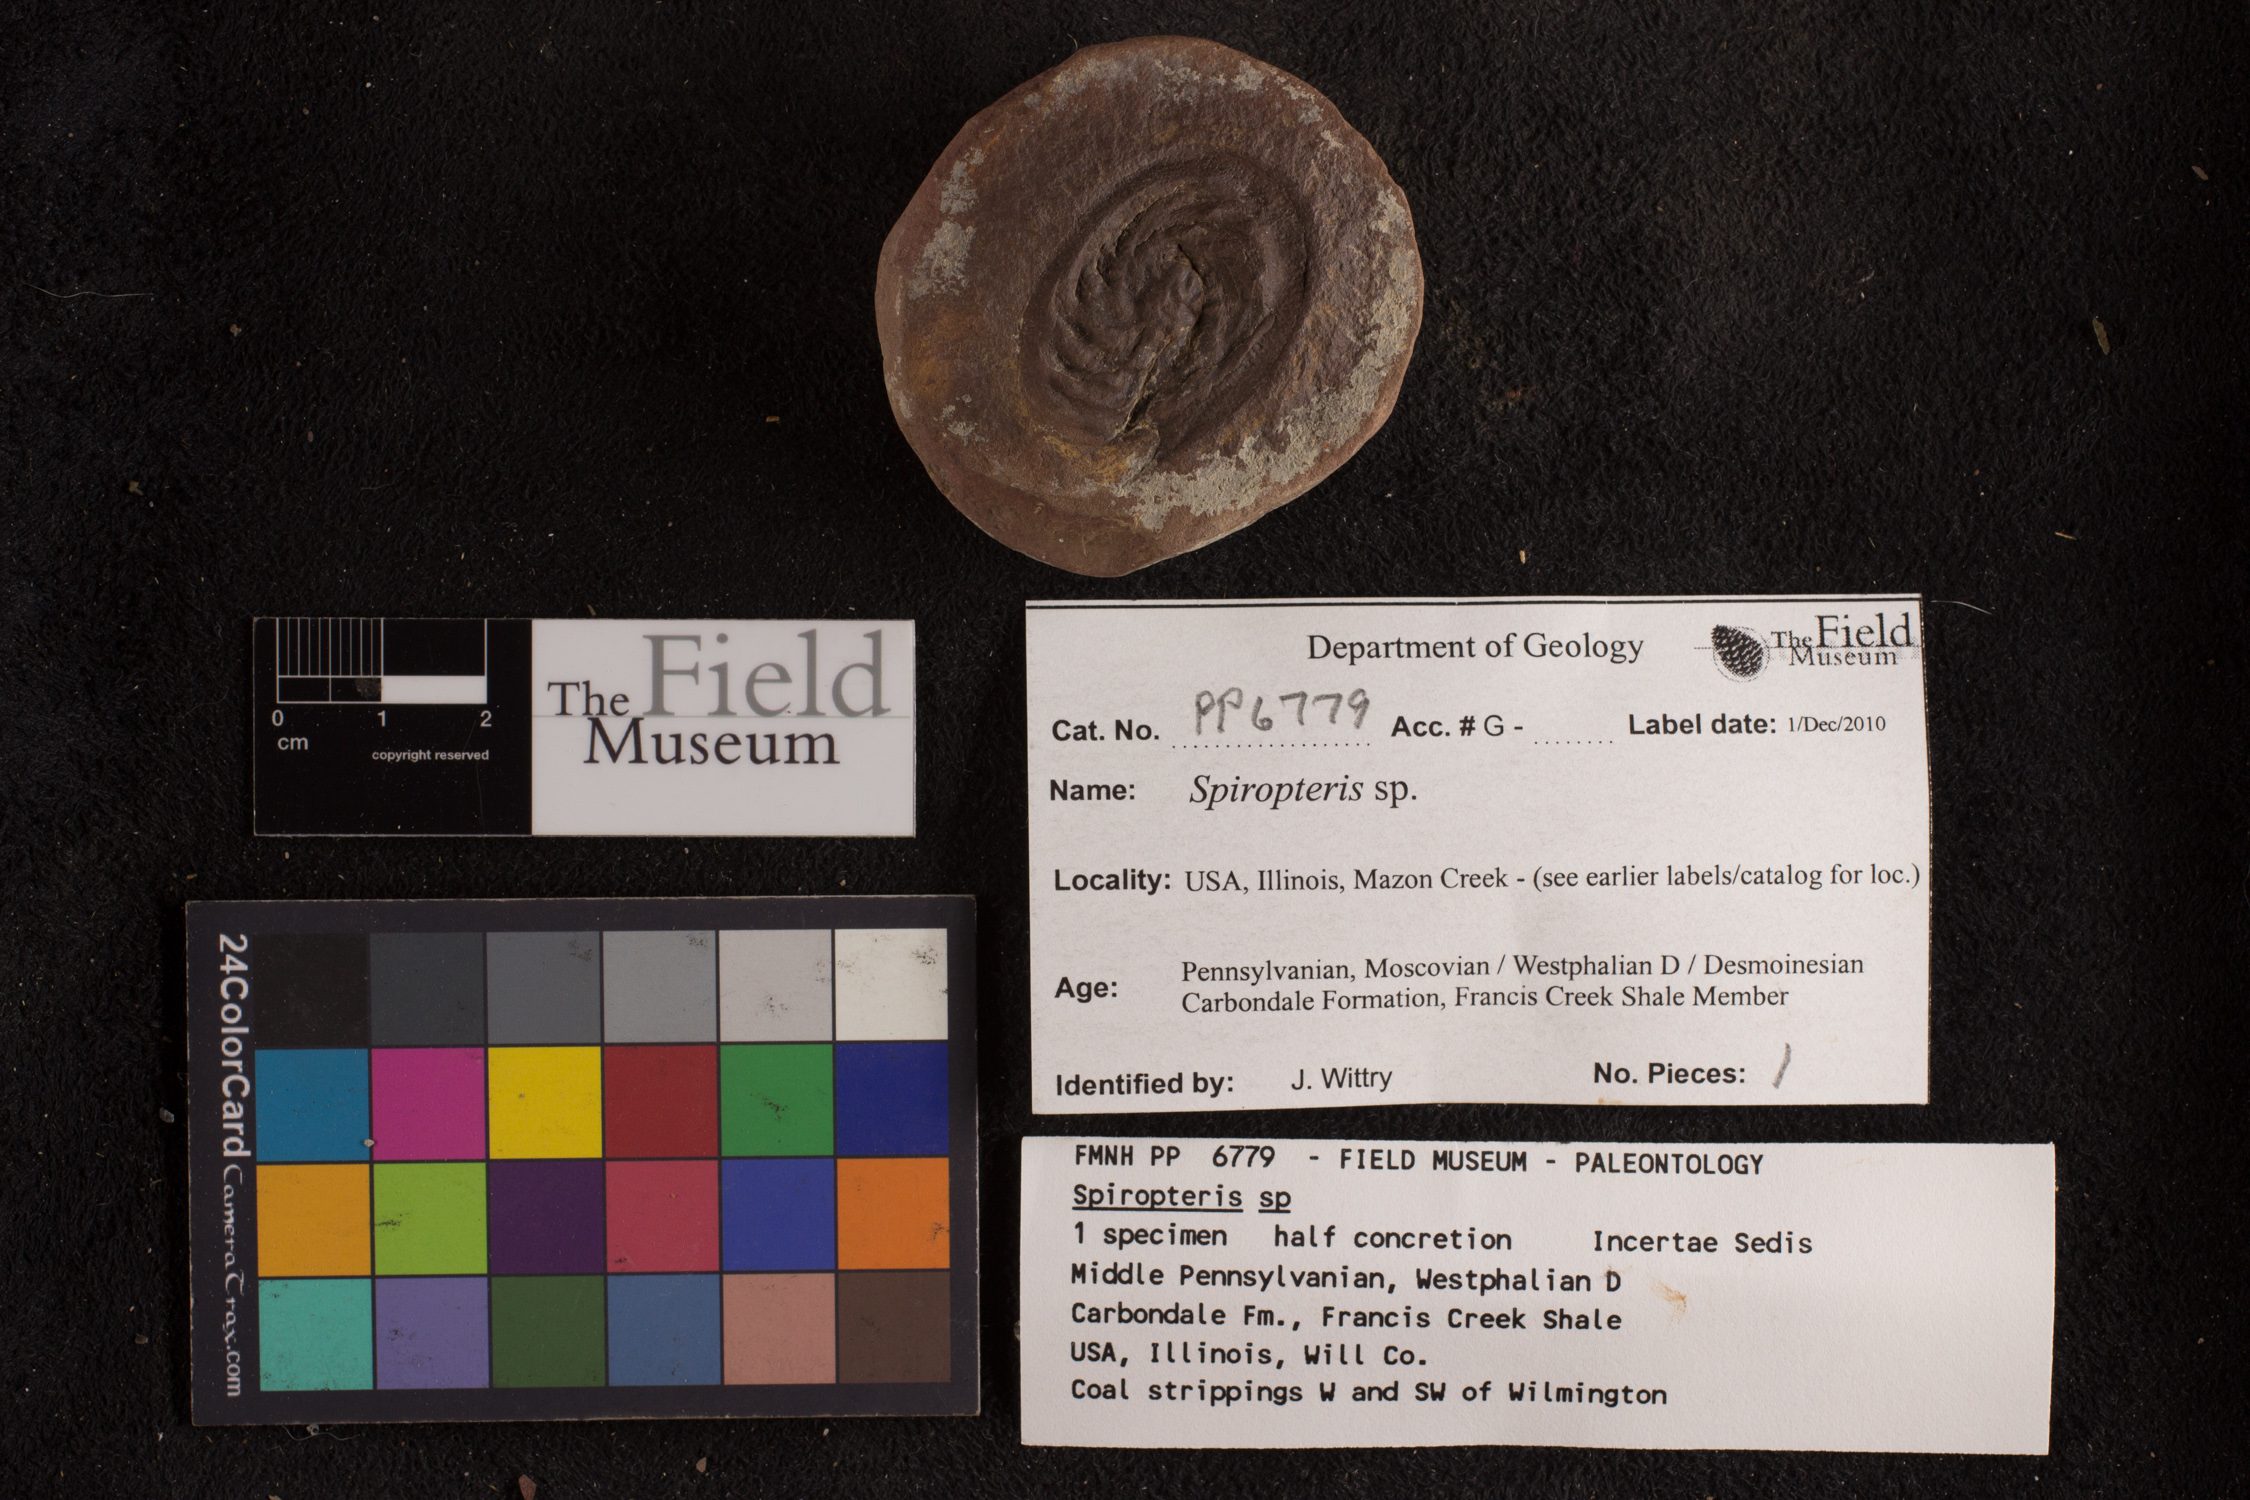 0 1 2
cm
copyright reserved
The Field
Museum
24ColorCard CameraTrax.com
Department of Geology
The Field
Museum
Cat. No. PP6779 Acc. # G - ........ Label date: 1/Dec/2010
Name: Spiropteris sp.
Locality: USA, Illinois, Mazon Creek - (see earlier labels/catalog for loc.)
Age: Pennsylvanian, Moscovian / Westphalian D / Desmoinesian
Carbondale Formation, Francis Creek Shale Member
Identified by: J. Wittry No. Pieces: 1
FMNH PP 6779 - FIELD MUSEUM - PALEONTOLOGY
Spiropteris sp
1 specimen half concretion Incertae Sedis
Middle Pennsylvanian, Westphalian D
Carbondale Fm., Francis Creek Shale
USA, Illinois, Will Co.
Coal strippings W and SW of Wilmington